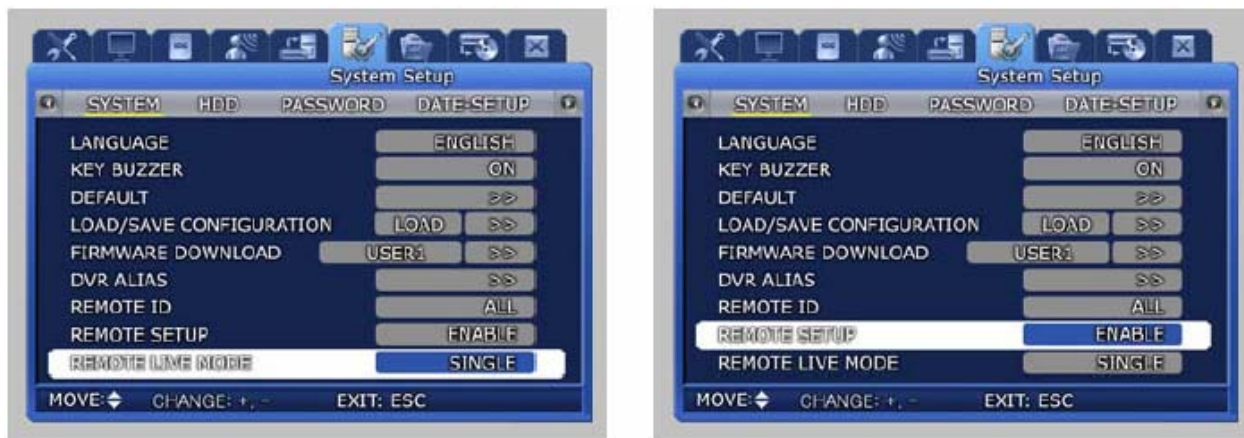 System Setup
SYSTEM HDD PASSWORD DATE-SETUP
LANGUAGE ENGLISH
KEY BUZZER ON
DEFAULT >>
LOAD/SAVE CONFIGURATION LOAD >>
FIRMWARE DOWNLOAD USER1 >>
DVR ALIAS >>
REMOTE ID ALL
REMOTE SETUP ENABLE
REMOTE LIVE MODE SINGLE
MOVE: CHANGE: +, - EXIT: ESC
System Setup
SYSTEM HDD PASSWORD DATE-SETUP
LANGUAGE ENGLISH
KEY BUZZER ON
DEFAULT >>
LOAD/SAVE CONFIGURATION LOAD >>
FIRMWARE DOWNLOAD USER1 >>
DVR ALIAS >>
REMOTE ID ALL
REMOTE SETUP ENABLE
REMOTE LIVE MODE SINGLE
MOVE: CHANGE: +, - EXIT: ESC